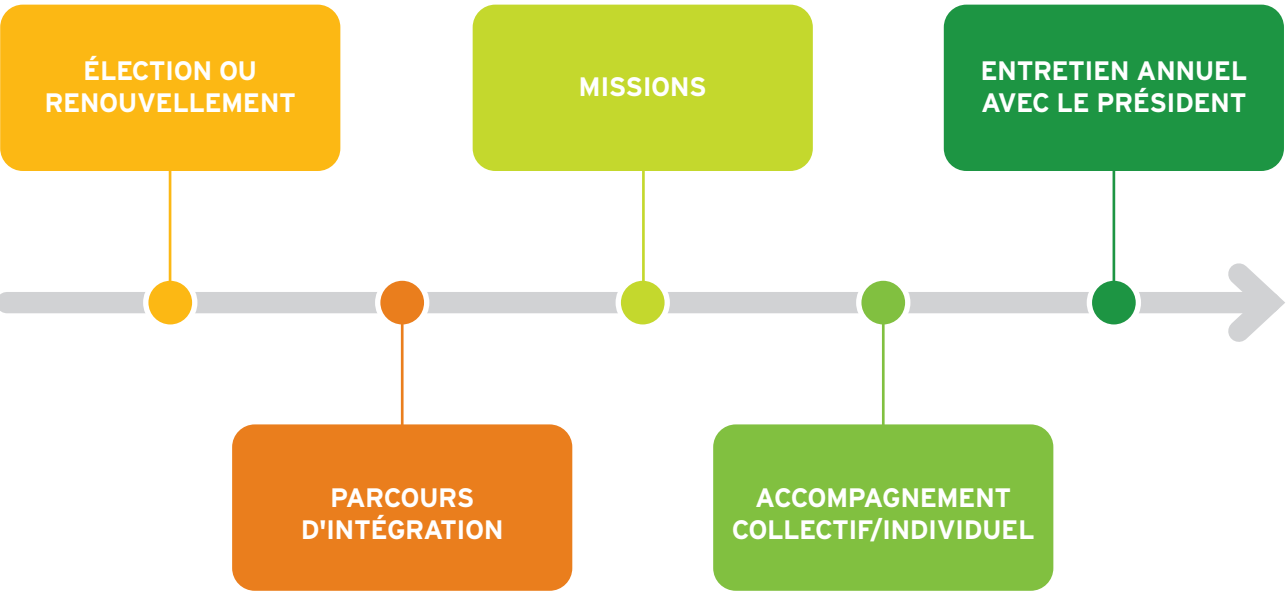 ÉLECTION OU
RENOUVELLEMENT
PARCOURS
D'INTÉGRATION
MISSIONS
ACCOMPAGNEMENT
COLLECTIF/INDIVIDUEL
ENTRETIEN ANNUEL
AVEC LE PRÉSIDENT